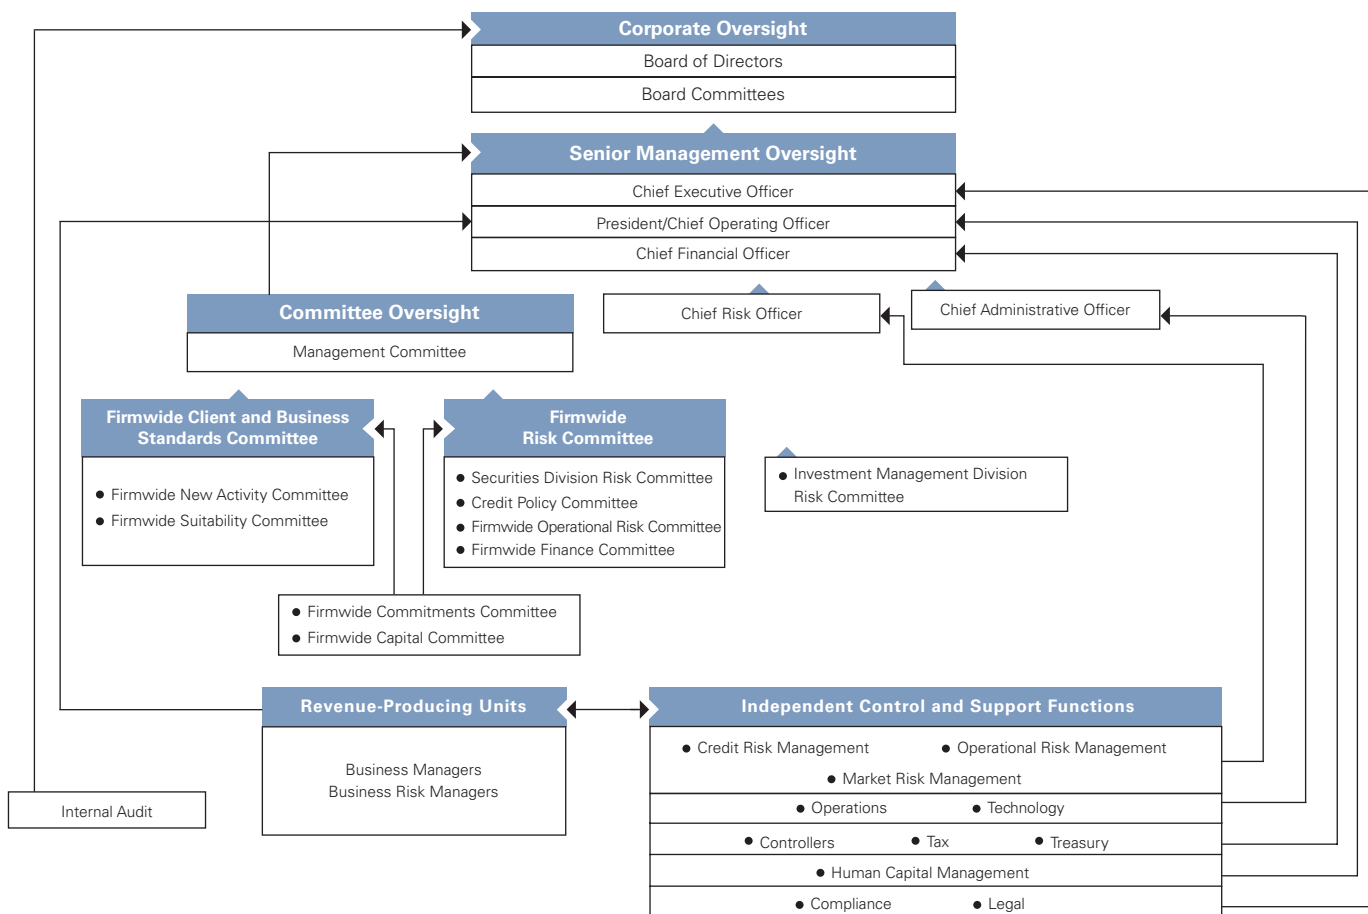 Corporate Oversight
Board of Directors
Board Committees
Senior Management Oversight
Chief Executive Officer
President/Chief Operating Officer
Chief Financial Officer
Committee Oversight
Management Committee
Chief Risk Officer
Chief Administrative Officer
Firmwide Client and Business
Standards Committee
• Firmwide New Activity Committee
• Firmwide Suitability Committee
Firmwide
Risk Committee
• Securities Division Risk Committee
• Credit Policy Committee
• Firmwide Operational Risk Committee
• Firmwide Finance Committee
• Investment Management Division
Risk Committee
• Firmwide Commitments Committee
• Firmwide Capital Committee
Revenue-Producing Units
Business Managers
Business Risk Managers
Internal Audit
Independent Control and Support Functions
• Credit Risk Management • Operational Risk Management
• Market Risk Management
• Operations • Technology
• Controllers • Tax • Treasury
• Human Capital Management
• Compliance • Legal